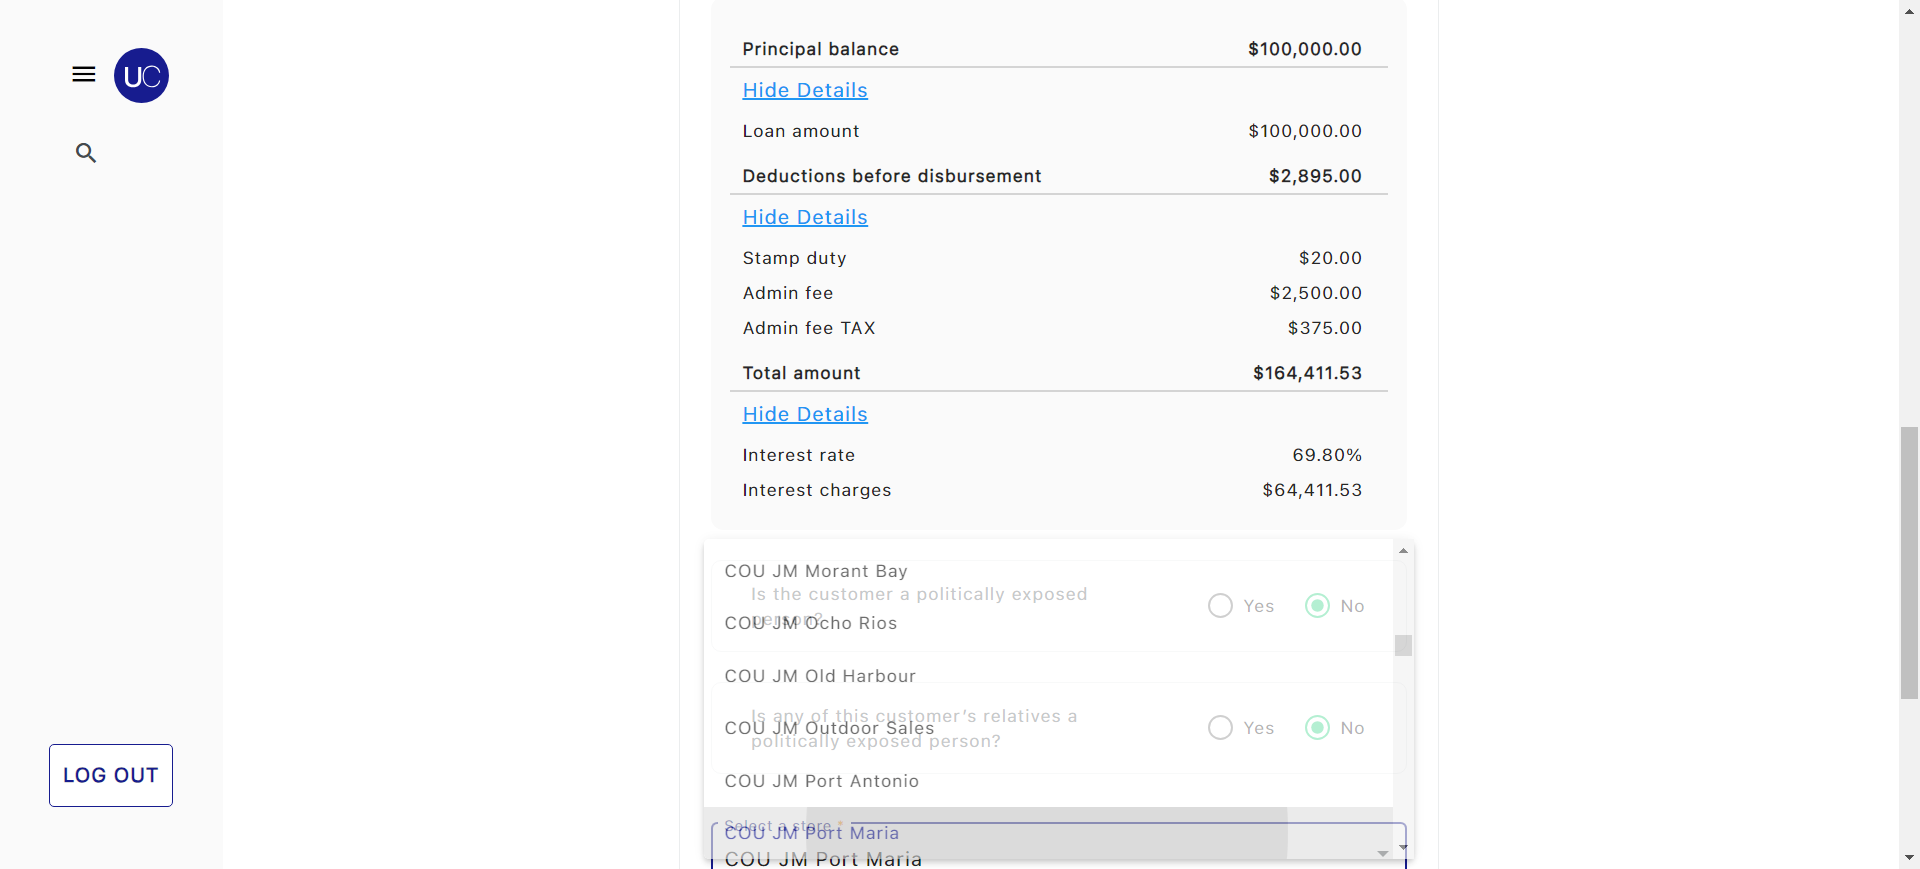 UC
LOG OUT
Principal balance $100,000.00
Hide Details
Loan amount $100,000.00
Deductions before disbursement $2,895.00
Hide Details
Stamp duty $20.00
Admin fee $2,500.00
Admin fee TAX $375.00
Total amount $164,411.53
Hide Details
Interest rate 69.80%
Interest charges $64,411.53
COU JM Morant Bay
Is the customer a politically exposed
person? Yes No
COU JM Ocho Rios
COU JM Old Harbour
Is any of this customer's relatives a
COU JM Outdoor Sales Yes No
politically exposed person?
COU JM Port Antonio
Select a store *
COU JM Port Maria
COU JM Port Maria